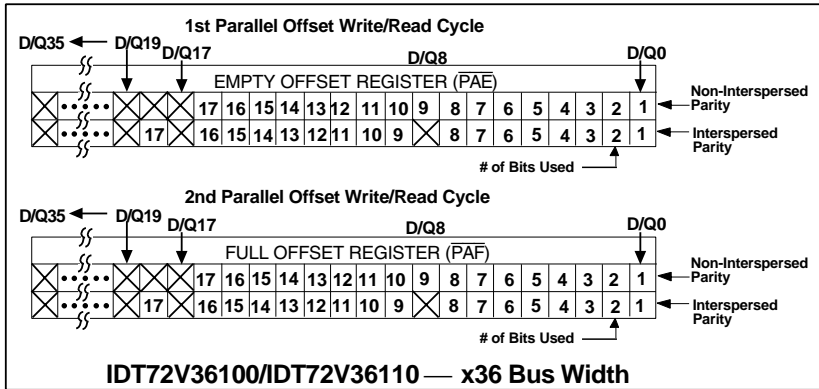 1st Parallel Offset Write/Read Cycle
D/Q35 D/Q19 D/Q17 D/Q8 D/Q0
EMPTY OFFSET REGISTER (PAE)
17 16 15 14 13 12 11 10 9 8 7 6 5 4 3 2 1 Non-Interspersed Parity
17 16 15 14 13 12 11 10 9 8 7 6 5 4 3 2 1 Interspersed Parity
# of Bits Used
2nd Parallel Offset Write/Read Cycle
D/Q35 D/Q19 D/Q17 D/Q8 D/Q0
FULL OFFSET REGISTER (PAF)
17 16 15 14 13 12 11 10 9 8 7 6 5 4 3 2 1 Non-Interspersed Parity
17 16 15 14 13 12 11 10 9 8 7 6 5 4 3 2 1 Interspersed Parity
# of Bits Used
IDT72V36100/IDT72V36110 — x36 Bus Width